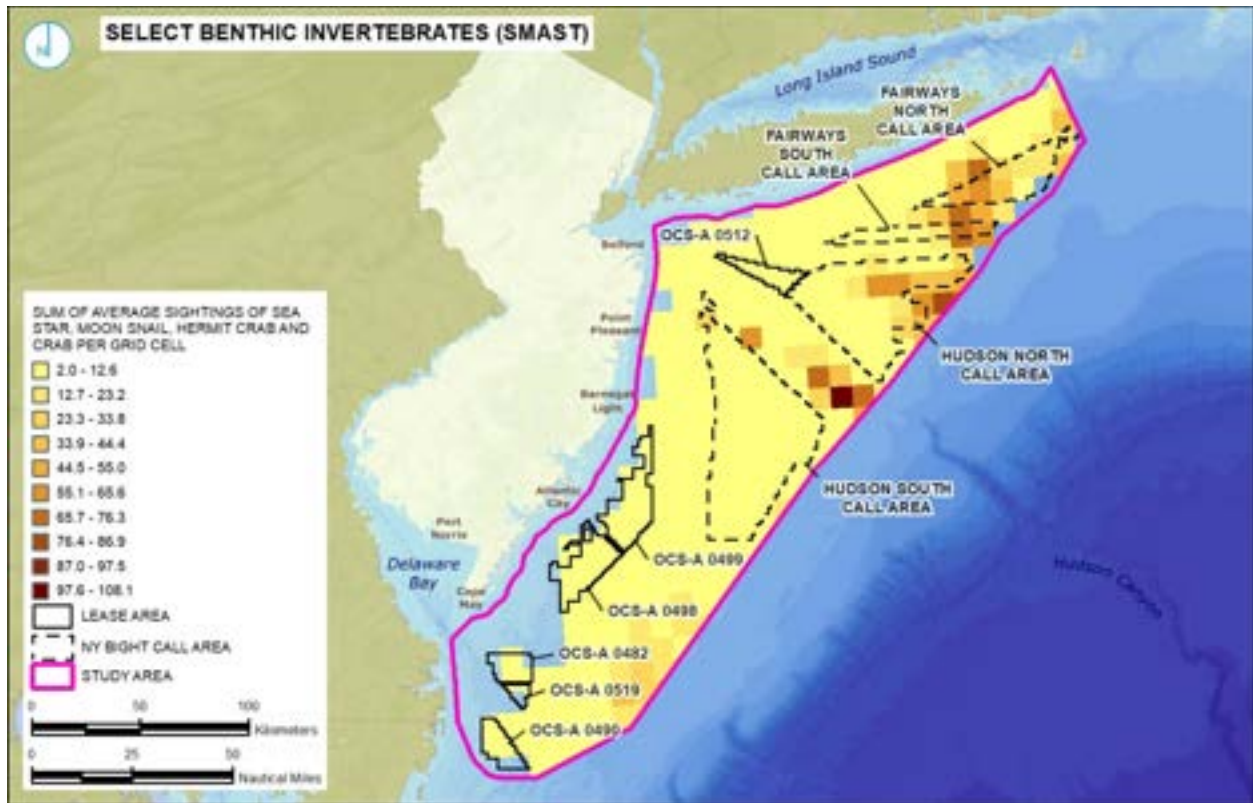 SELECT BENTHIC INVERTEBRATES (SMAST)
N
Long Island Sound
FAIRWAYS
NORTH
CALL AREA
FAIRWAYS
SOUTH
CALL AREA
OCS-A 0512
Belford
Point
Pleasant
Barnegat
Light
HUDSON NORTH
CALL AREA
HUDSON SOUTH
CALL AREA
Atlantic
City
Port
Norris
Delaware
Bay
Cape
May
OCS-A 0499
OCS-A 0498
OCS-A 0482
OCS-A 0519
OCS-A 0490
Hudson Canyon
SUM OF AVERAGE SIGHTINGS OF SEA
STAR, MOON SNAIL, HERMIT CRAB AND
CRAB PER GRID CELL
2.0 - 12.6
12.7 - 23.2
23.3 - 33.8
33.9 - 44.4
44.5 - 55.0
55.1 - 65.6
65.7 - 76.3
76.4 - 86.9
87.0 - 97.5
97.6 - 108.1
LEASE AREA
NY BIGHT CALL AREA
STUDY AREA
0 50 100
Kilometers
0 25 50
Nautical Miles